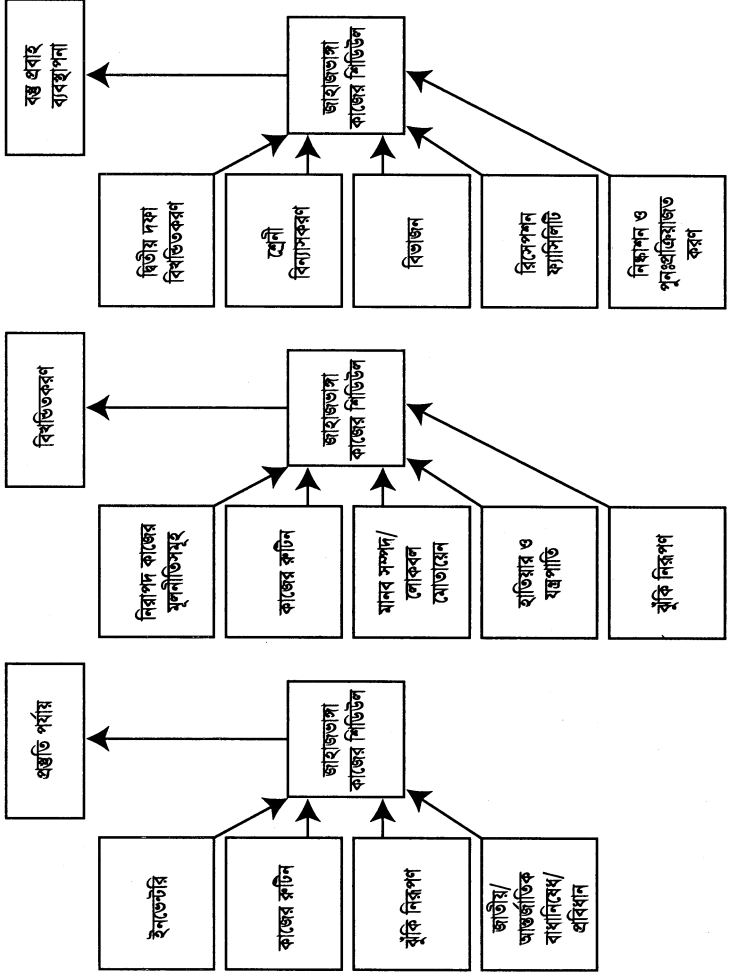 প্রস্তুতি পর্যায়
ইনভেন্টরি
কাজের রুটিন
ঝুঁকি নিরূপণ
জাতীয়/
আন্তর্জাতিক
বাধানিষেধ/
প্রবিধান
জাহাজভাঙ্গা
কাজের শিডিউল
বিখন্ডিতকরণ
নিরাপদ কাজের
মূলনীতিসমূহ
কাজের রুটিন
মানব সম্পদ/
লোকবল
মোতায়েন
হাতিয়ার ও
যন্ত্রপাতি
ঝুঁকি নিরূপণ
জাহাজভাঙ্গা
কাজের শিডিউল
বস্তু প্রবাহ
ব্যবস্থাপনা
দ্বিতীয় দফা
বিখন্ডিতকরণ
শ্রেনী
বিন্যাসকরণ
বিভাজন
রিসেপশন
ফ্যাসিলিটি
নিষ্কাশন ও
পুনঃপ্রক্রিয়াজাত
করণ
জাহাজভাঙ্গা
কাজের শিডিউল